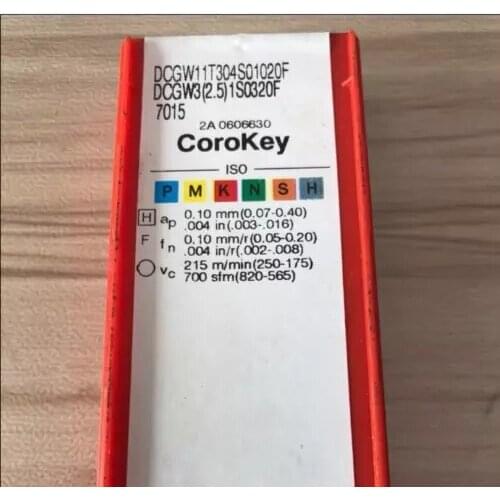 DCGW11T304S01020F
DCGW3(2.5)1S0320F
7015
2A 0606630
CoroKey
ISO
P M K N S H
H ap 0.10 mm(0.07-0.40)
.004 in(.003-.016)
F fn 0.10 mm/r(0.05-0.20)
.004 in/r(.002-.008)
vc 215 m/min(250-175)
700 sfm(820-565)